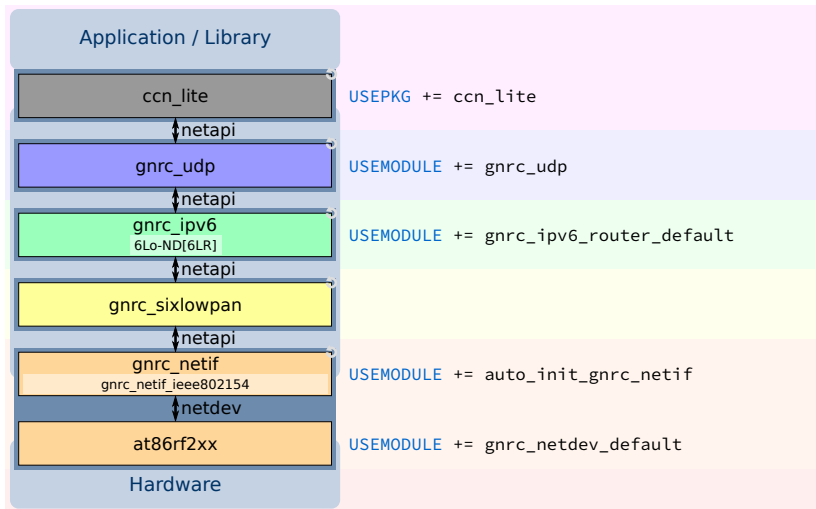 Application / Library
ccn_lite USEPKG += ccn_lite
netapi
gnrc_udp USEMODULE += gnrc_udp
netapi
gnrc_ipv6
6Lo-ND[6LR] USEMODULE += gnrc_ipv6_router_default
netapi
gnrc_sixlowpan
netapi
gnrc_netif
gnrc_netif_ieee802154 USEMODULE += auto_init_gnrc_netif
netdev
at86rf2xx USEMODULE += gnrc_netdev_default
Hardware